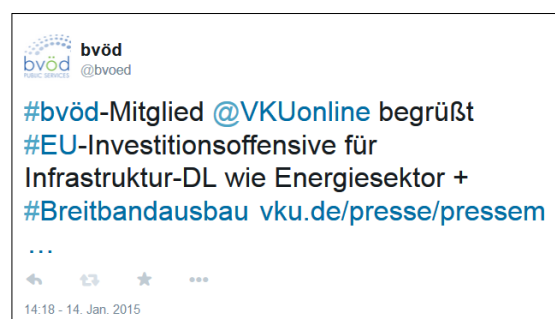 bvöd
PUBLIC SERVICES
bvöd
@bvoed
#bvöd-Mitglied @VKUonline begrüßt
#EU-Investitionsoffensive für
Infrastruktur-DL wie Energiesektor +
#Breitbandausbau vku.de/presse/pressem
…
14:18 - 14. Jan. 2015